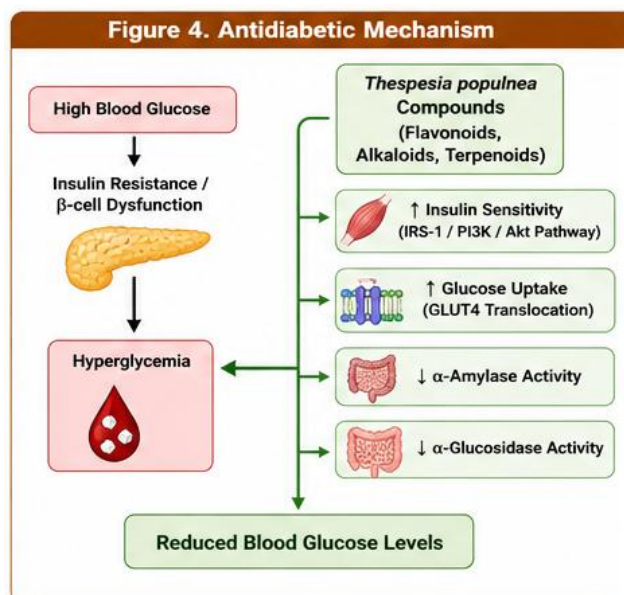 Figure 4. Antidiabetic Mechanism
High Blood Glucose
Insulin Resistance /
β-cell Dysfunction
Hyperglycemia
Thespesia populnea
Compounds
(Flavonoids,
Alkaloids, Terpenoids)
↑ Insulin Sensitivity
(IRS-1 / PI3K / Akt Pathway)
↑ Glucose Uptake
(GLUT4 Translocation)
↓ α-Amylase Activity
↓ α-Glucosidase Activity
Reduced Blood Glucose Levels